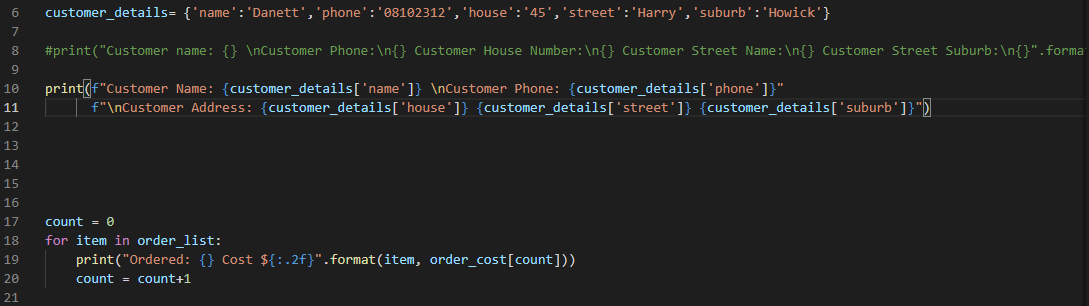 6 customer_details= {'name':'Danett','phone':'08102312','house':'45','street':'Harry','suburb':'Howick'}
7
8 #print("Customer name: {} \nCustomer Phone:\n{} Customer House Number:\n{} Customer Street Name:\n{} Customer Street Suburb:\n{}".forma
9
10 print(f"Customer Name: {customer_details['name']} \nCustomer Phone: {customer_details['phone']}"
11 f"\nCustomer Address: {customer_details['house']} {customer_details['street']} {customer_details['suburb']}")
12
13
14
15
16
17 count = 0
18 for item in order_list:
19 print("Ordered: {} Cost ${:.2f}".format(item, order_cost[count]))
20 count = count+1
21